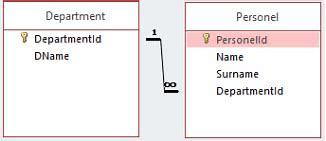 Department
DepartmentId
DName
1
∞
Personel
PersonelId
Name
Surname
DepartmentId